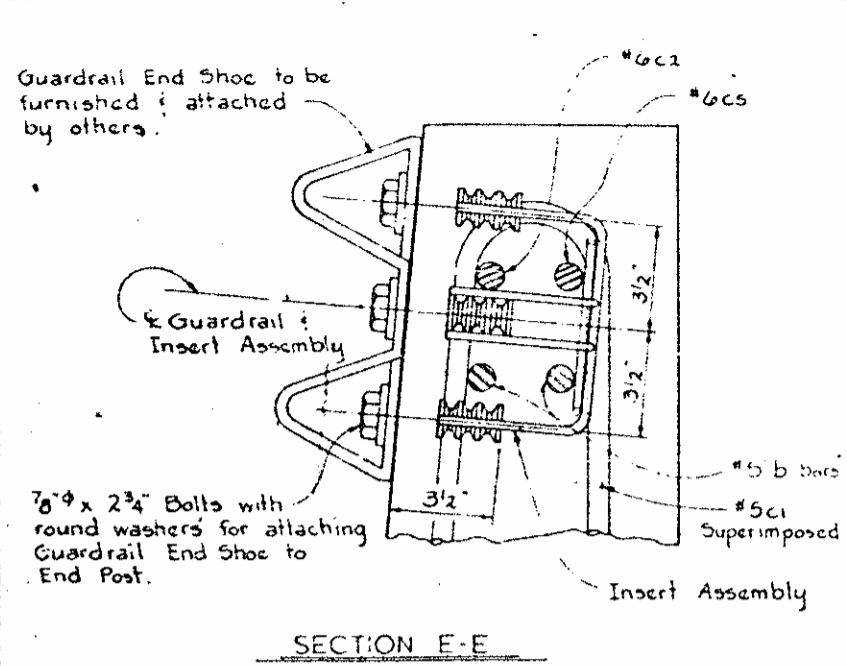 #6c2
#6c5
Guardrail End Shoe to be
furnished & attached
by others.
3½"
℄ Guardrail &
Insert Assembly
3½"
3½"
#5 b bars
#5c1
Superimposed
⅞"⌀ x 2¾" Bolts with
round washers for attaching
Guardrail End Shoe to
End Post.
Insert Assembly
SECTION E-E